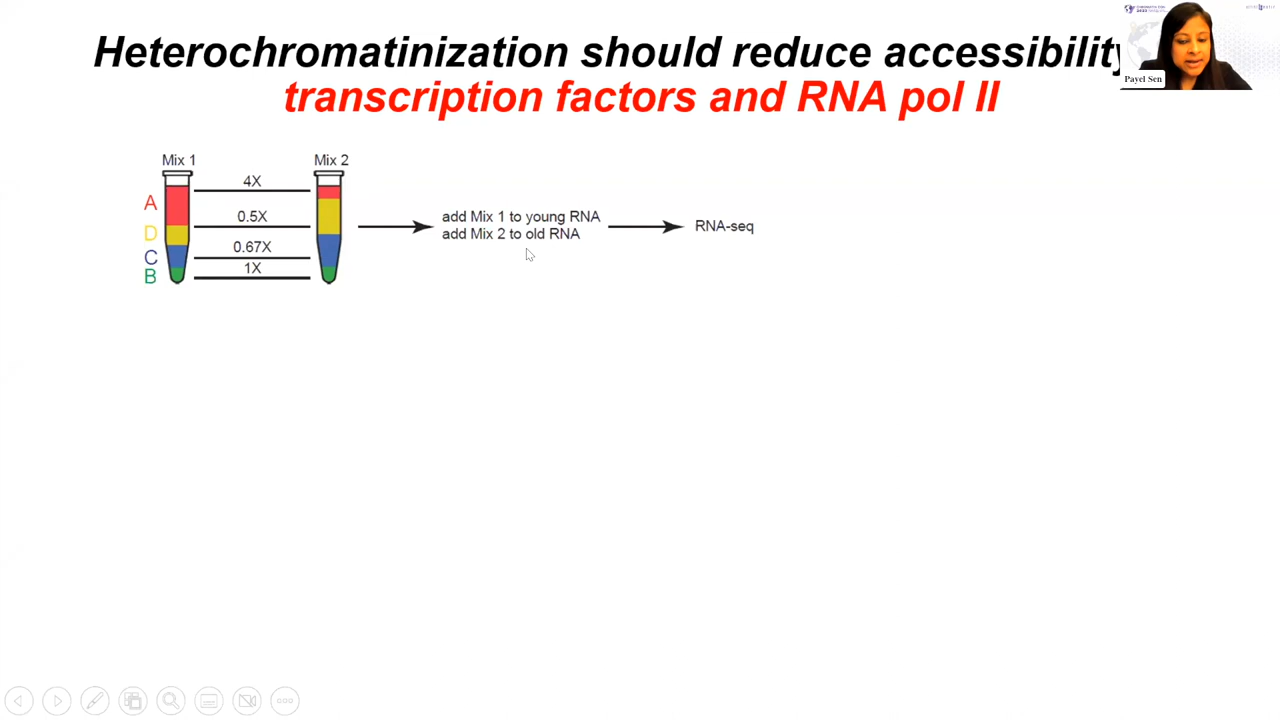 Heterochromatinization should reduce accessibility
transcription factors and RNA pol II
Payel Sen
Mix 1
Mix 2
4X
A
0.5X
D
0.67X
C
1X
B
add Mix 1 to young RNA
add Mix 2 to old RNA
RNA-seq